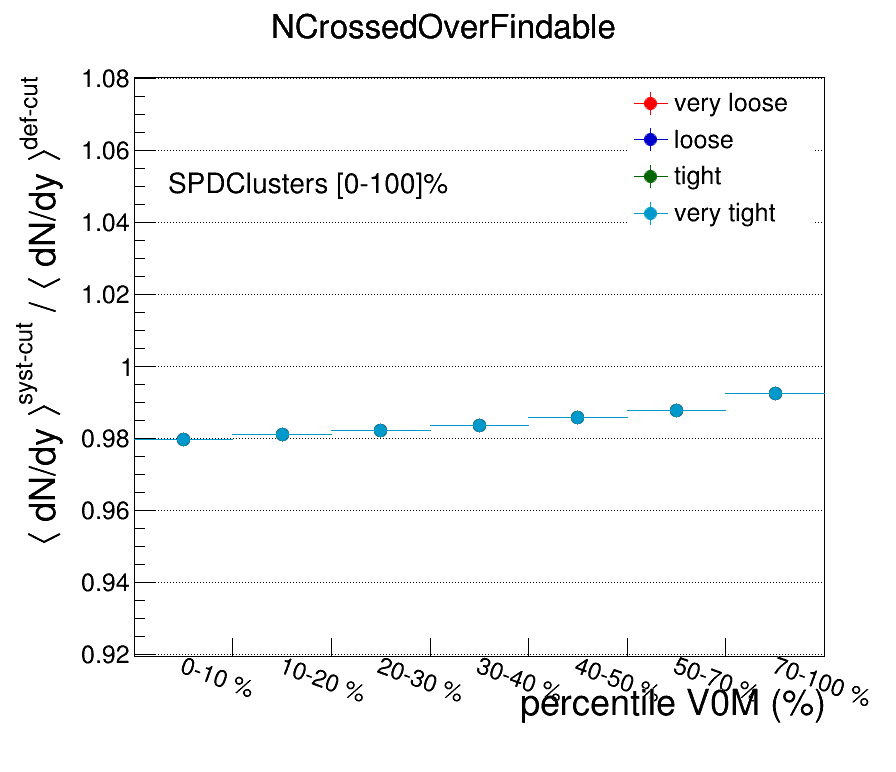 NCrossedOverFindable
⟨ dN/dy ⟩^syst-cut / ⟨ dN/dy ⟩^def-cut
1.08
1.06
1.04
1.02
1
0.98
0.96
0.94
0.92
SPDClusters [0-100]%
very loose
loose
tight
very tight
0-10 %
10-20 %
20-30 %
30-40 %
40-50 %
50-70 %
70-100 %
percentile V0M (%)